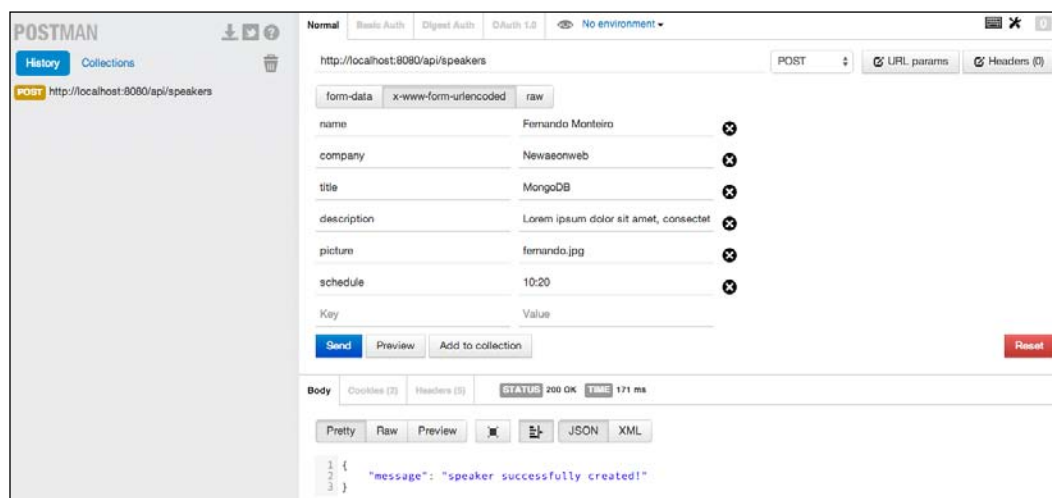 POSTMAN
History Collections
POST http://localhost:8080/api/speakers
Normal Basic Auth Digest Auth OAuth 1.0 No environment
0
http://localhost:8080/api/speakers POST URL params Headers (0)
form-data x-www-form-urlencoded raw
name Fernando Monteiro
company Newaeonweb
title MongoDB
description Lorem ipsum dolor sit amet, consectet
picture fernando.jpg
schedule 10:20
Key Value
Send Preview Add to collection Reset
Body Cookies (2) Headers (5) STATUS 200 OK TIME 171 ms
Pretty Raw Preview JSON XML
1 {
2 "message": "speaker successfully created!"
3 }